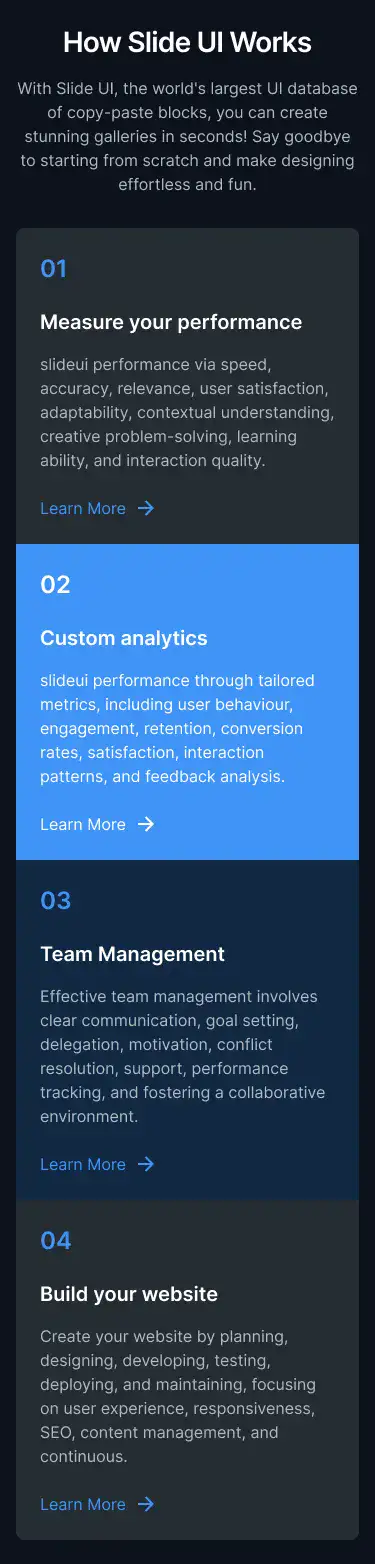 How Slide UI Works
With Slide UI, the world's largest UI database
of copy-paste blocks, you can create
stunning galleries in seconds! Say goodbye
to starting from scratch and make designing
effortless and fun.
01
Measure your performance
slideui performance via speed,
accuracy, relevance, user satisfaction,
adaptability, contextual understanding,
creative problem-solving, learning
ability, and interaction quality.
Learn More
02
Custom analytics
slideui performance through tailored
metrics, including user behaviour,
engagement, retention, conversion
rates, satisfaction, interaction
patterns, and feedback analysis.
Learn More
03
Team Management
Effective team management involves
clear communication, goal setting,
delegation, motivation, conflict
resolution, support, performance
tracking, and fostering a collaborative
environment.
Learn More
04
Build your website
Create your website by planning,
designing, developing, testing,
deploying, and maintaining, focusing
on user experience, responsiveness,
SEO, content management, and
continuous.
Learn More